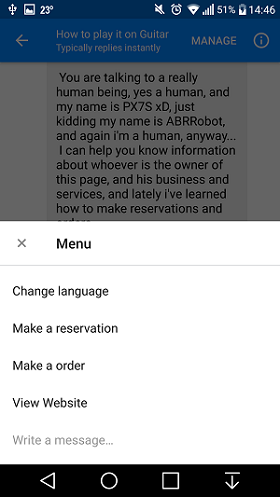 23° 51% 14:46
How to play it on Guitar
Typically replies instantly
MANAGE
You are talking to a really
human being, yes a human, and
my name is PX7S xD, just
kidding my name is ABRRobot,
and again i'm a human, anyway...
I can help you know information
about whoever is the owner of
this page, and his business and
services, and lately i've learned
how to make reservations and
Menu
Change language
Make a reservation
Make a order
View Website
Write a message...